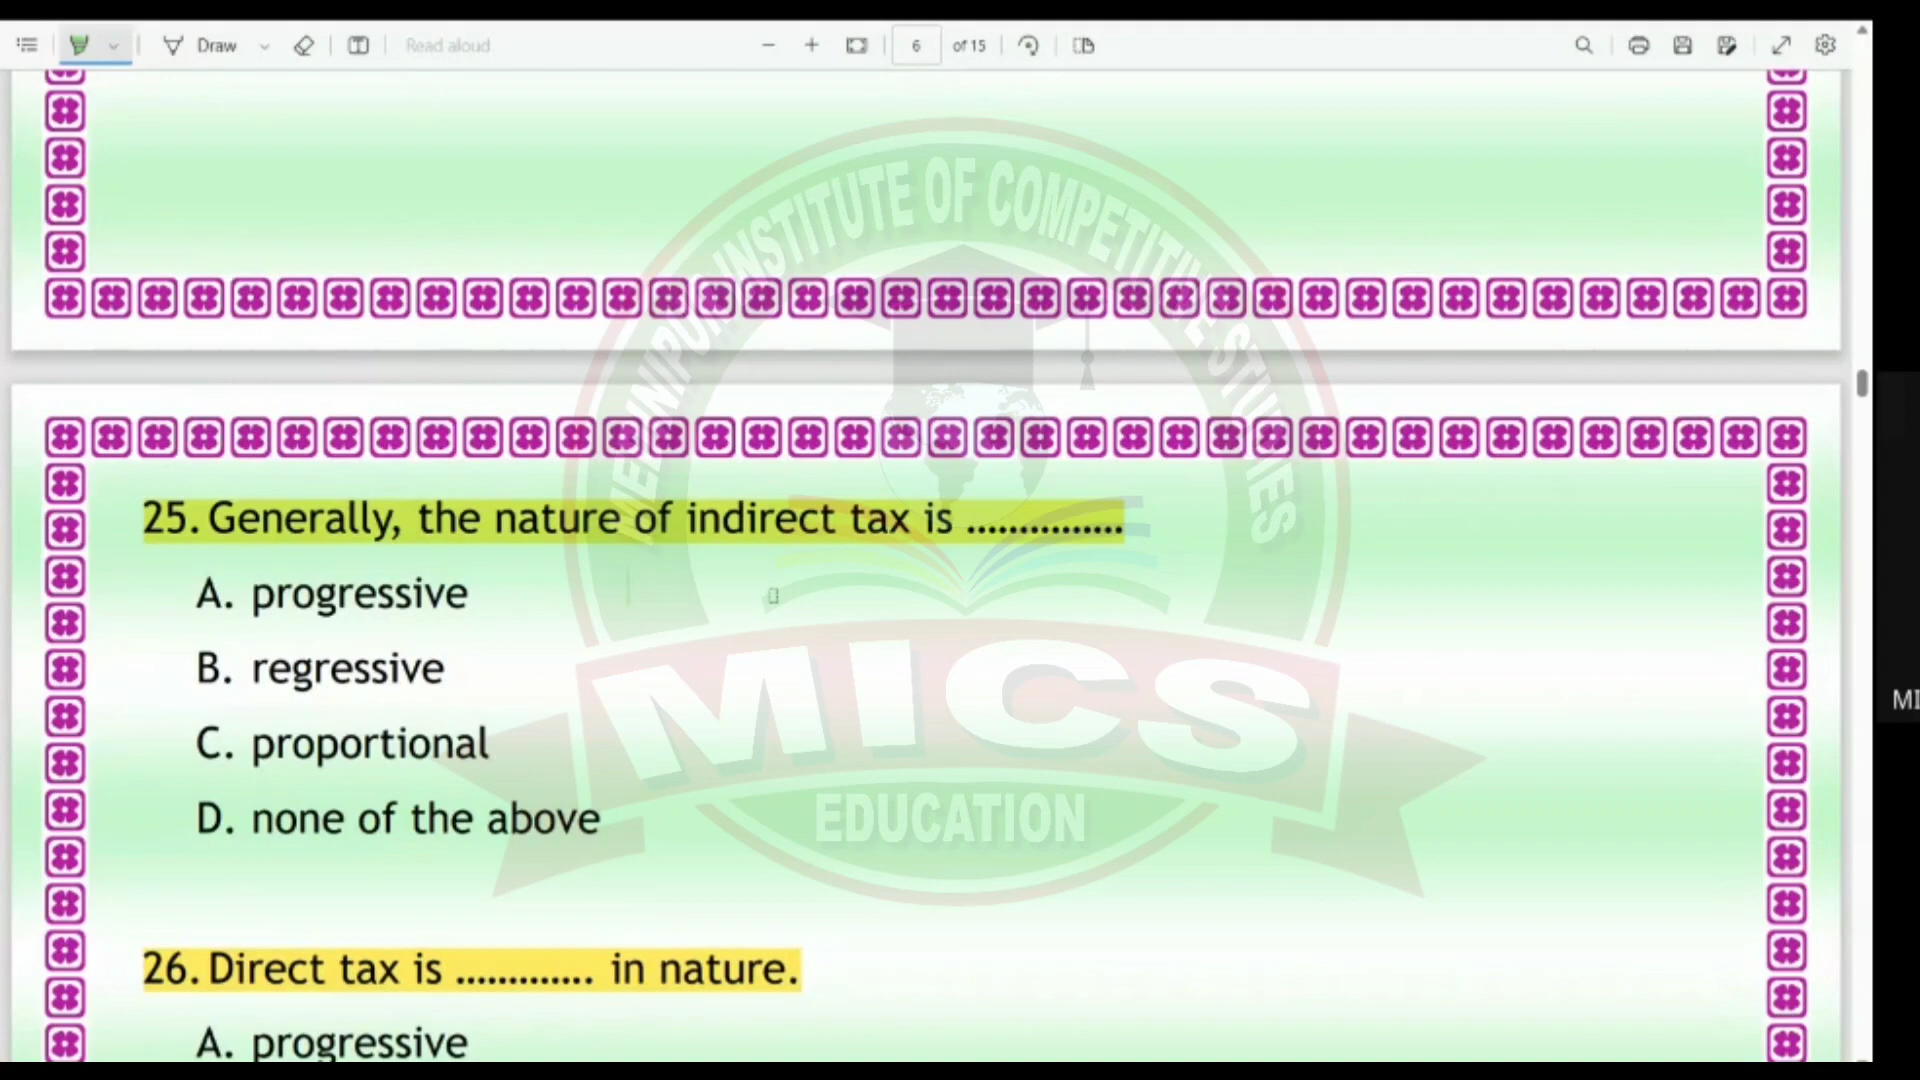 Draw
Read aloud
6
of 15
MEDINIPUR INSTITUTE OF COMPETITIVE STUDIES
25. Generally, the nature of indirect tax is ...............
A. progressive
B. regressive
C. proportional
D. none of the above
MICS
EDUCATION
26. Direct tax is ............. in nature.
A. progressive
MI